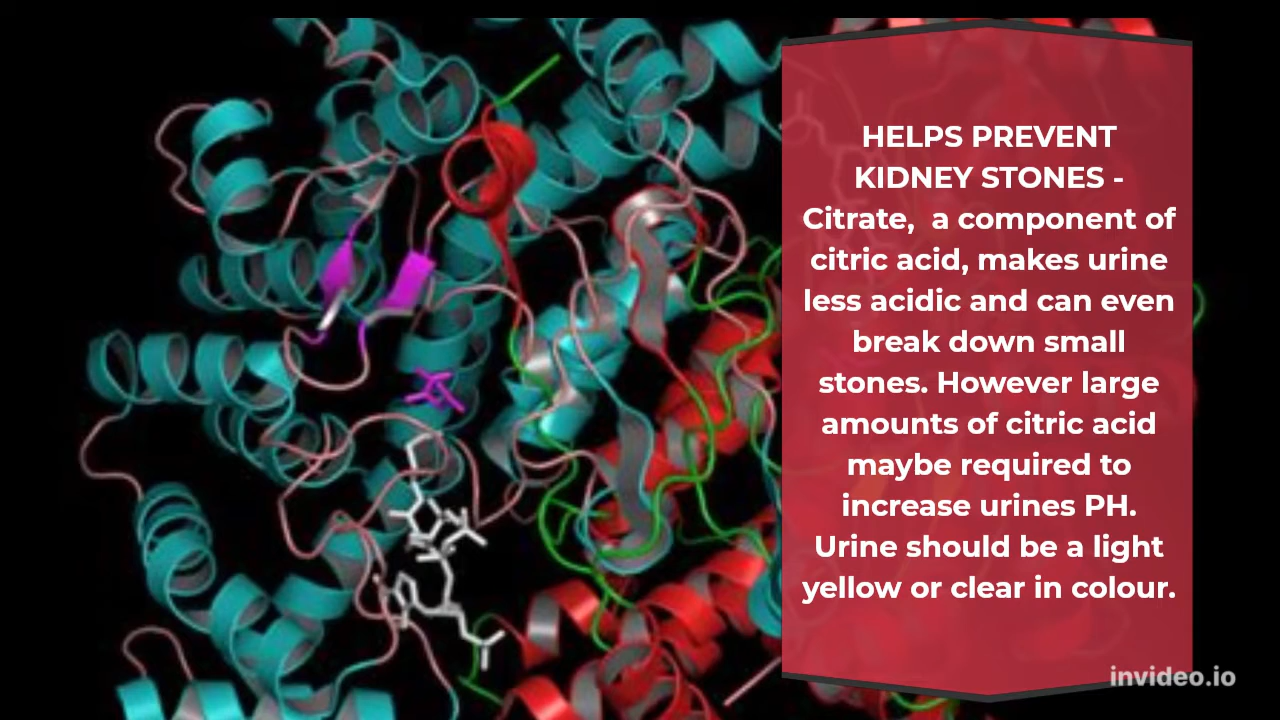 HELPS PREVENT
KIDNEY STONES -
Citrate,  a component of
citric acid, makes urine
less acidic and can even
break down small
stones. However large
amounts of citric acid
maybe required to
increase urines PH.
Urine should be a light
yellow or clear in colour.
invideo.io